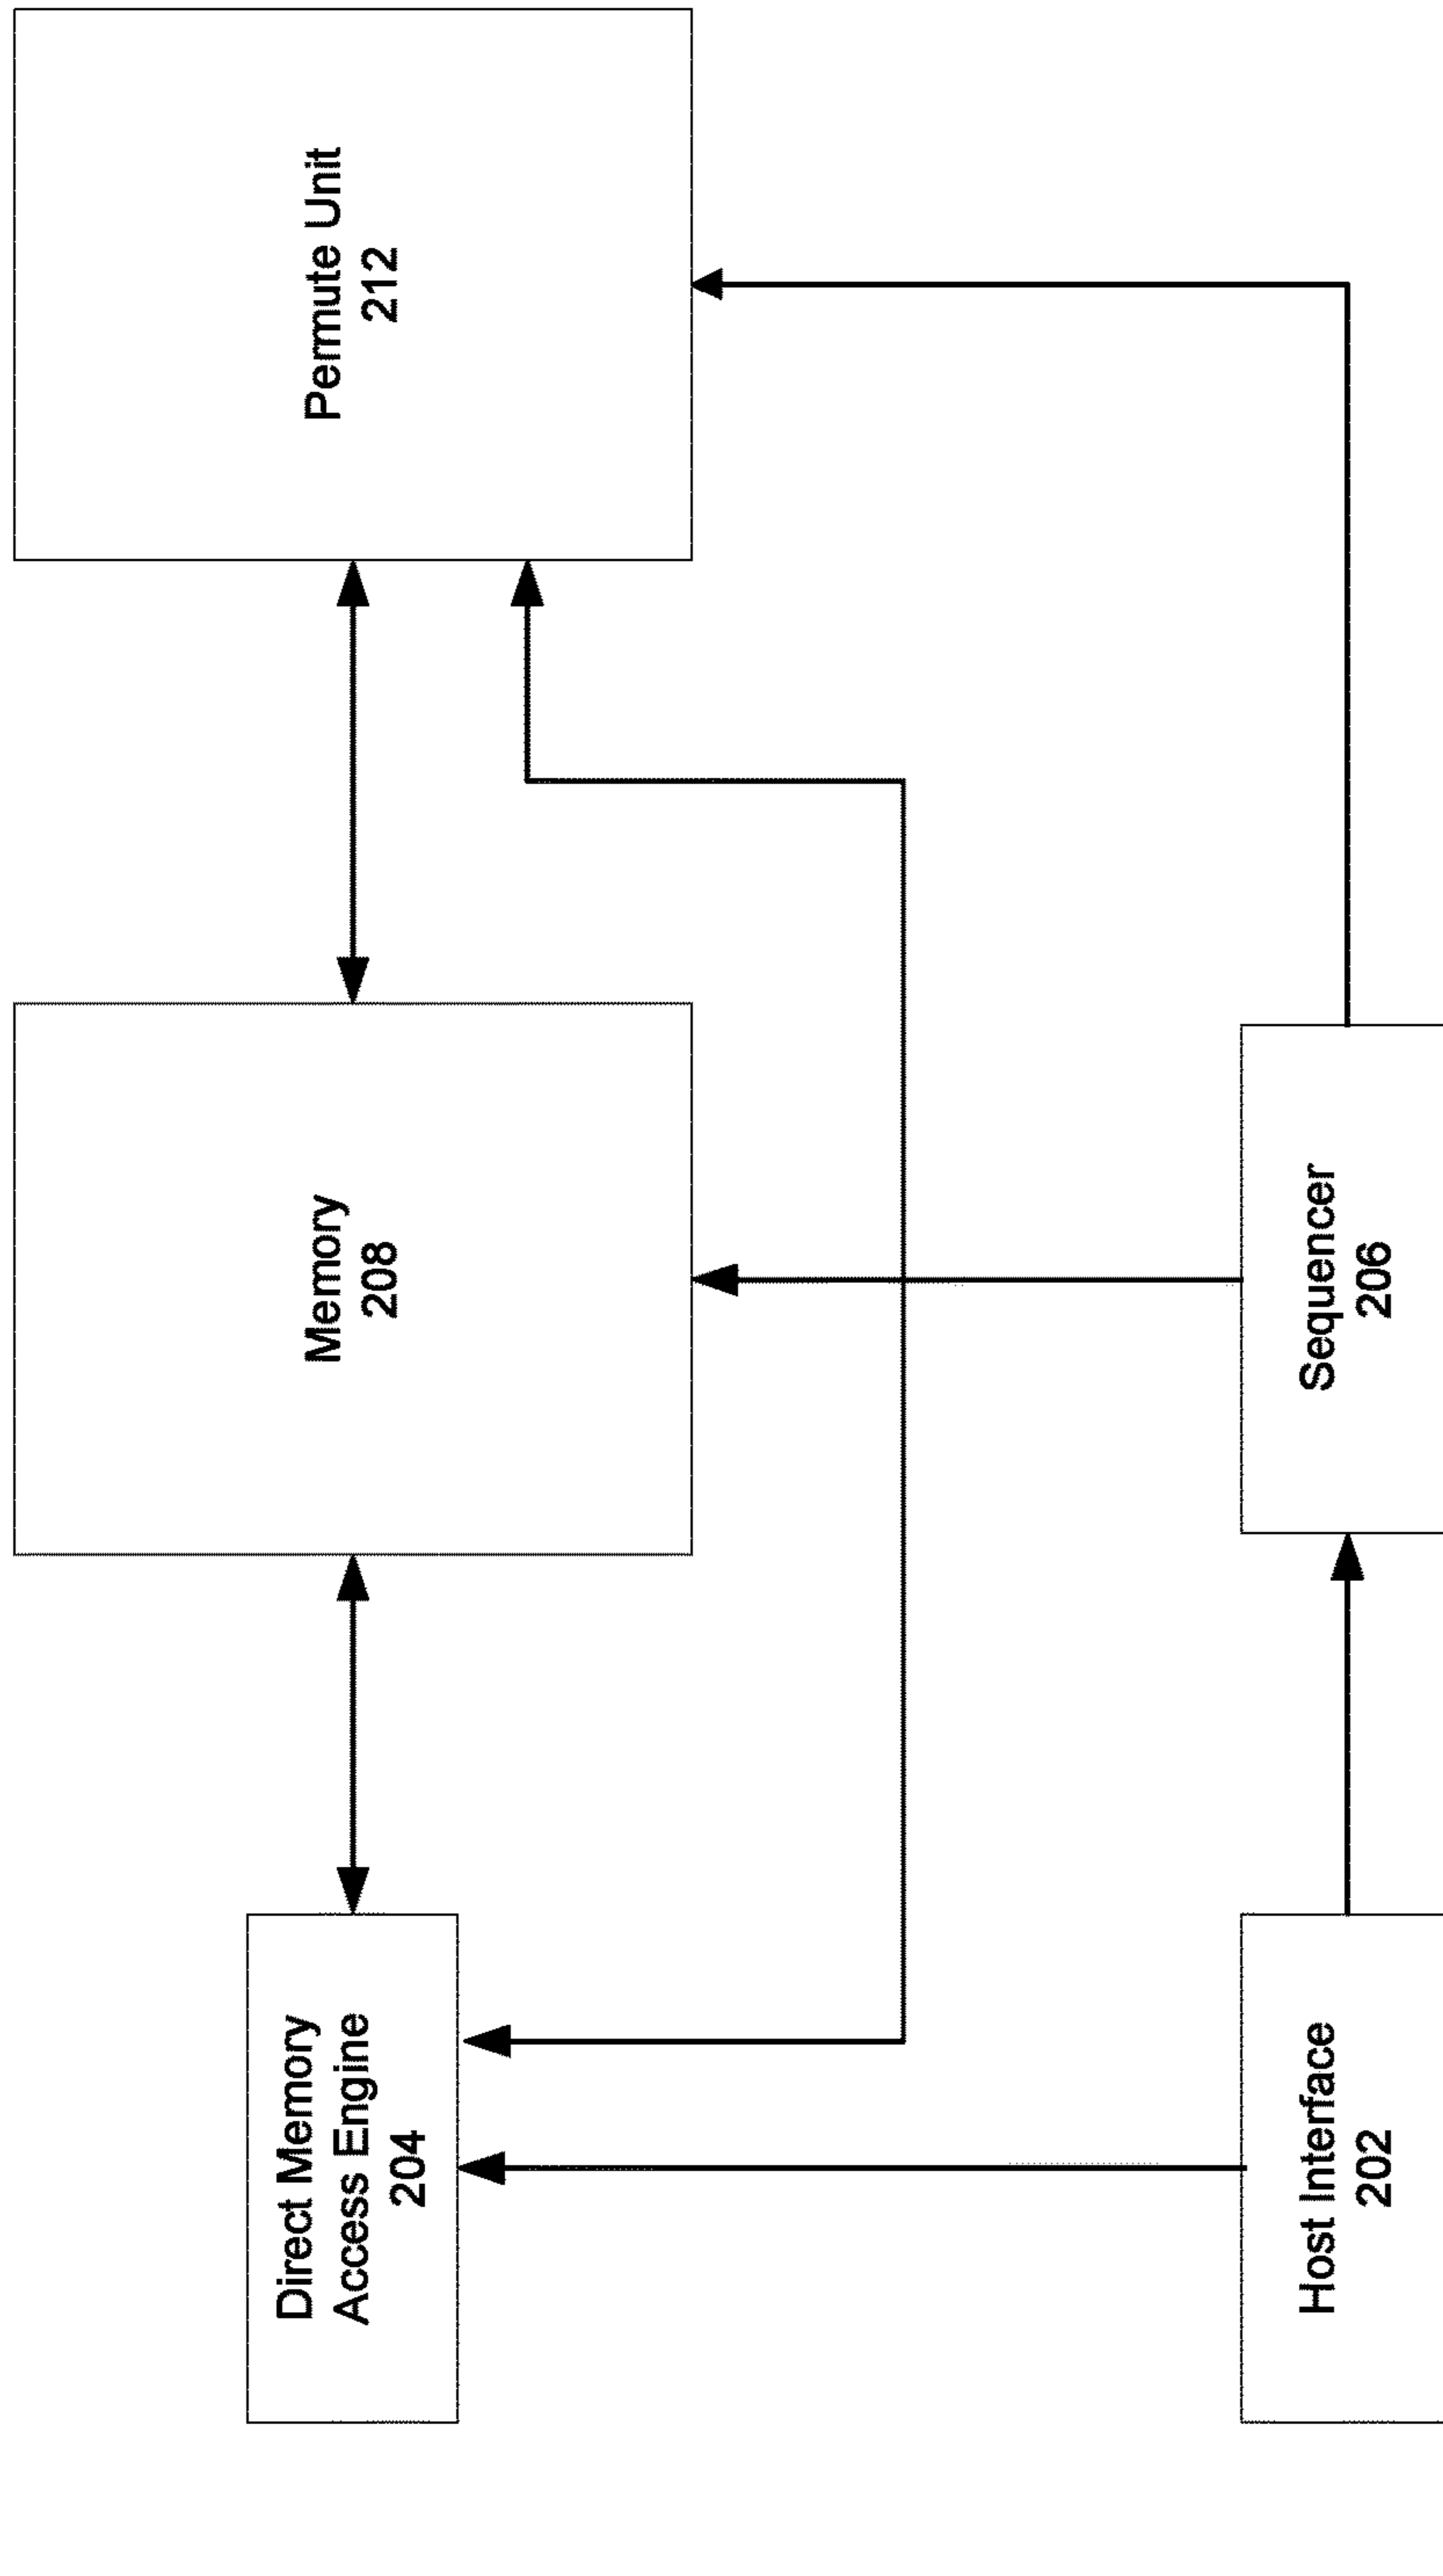 Direct Memory
Access Engine
204
Memory
208
Permute Unit
212
Host Interface
202
Sequencer
206